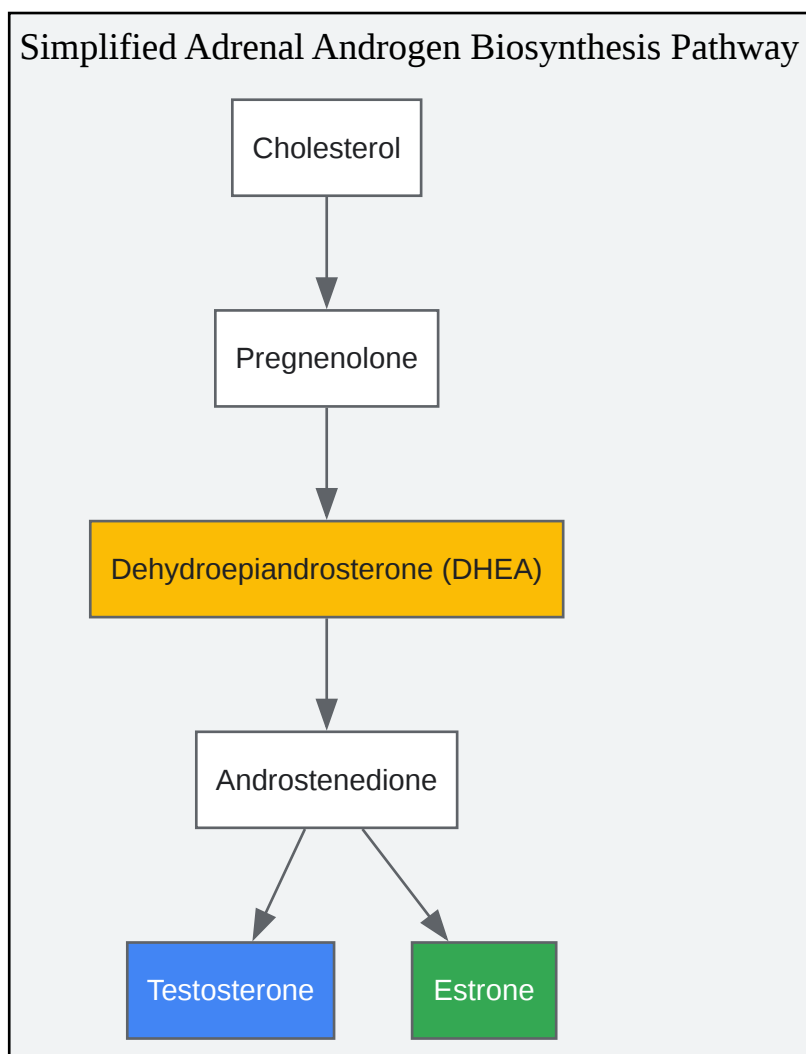 Simplified Adrenal Androgen Biosynthesis Pathway
Cholesterol
Pregnenolone
Dehydroepiandrosterone (DHEA)
Androstenedione
Testosterone
Estrone